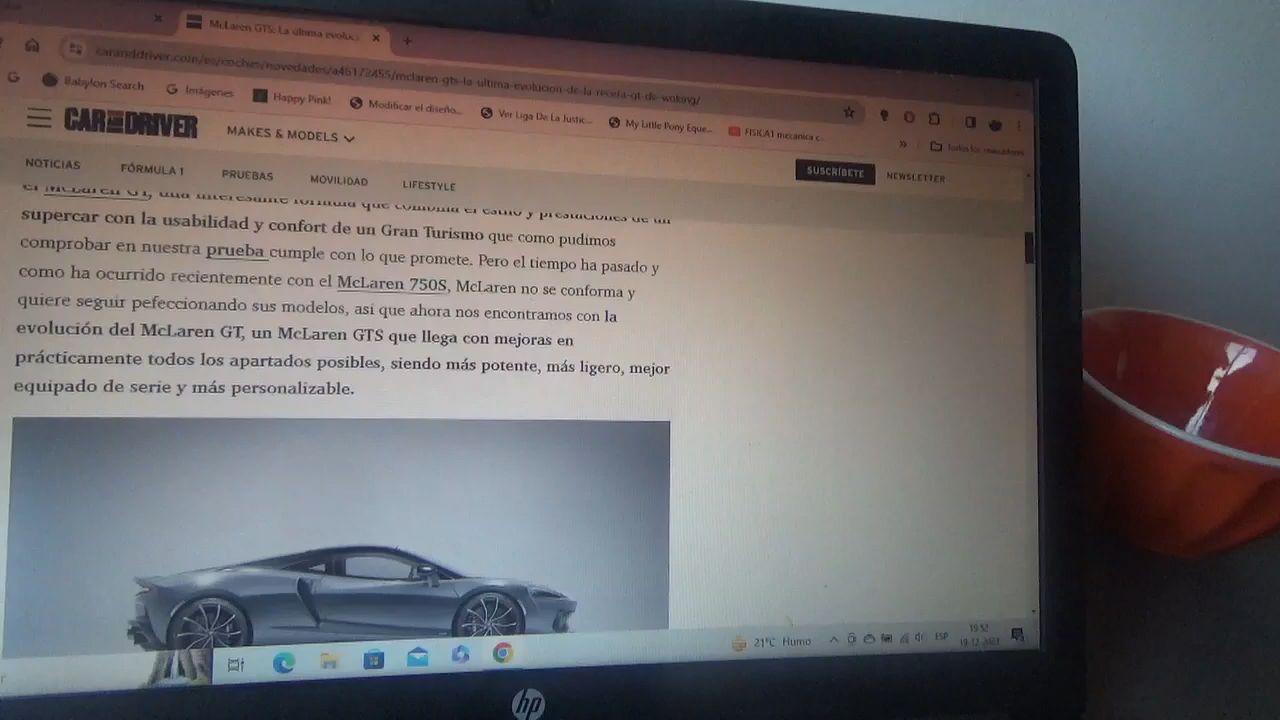 McLaren GTS: La última evoluci
caranddriver.com/es/coches/novedades/a46172455/mclaren-gts-la-ultima-evolucion-de-la-receta-gt-de-woking/
Babylon Search
Imágenes
Happy Pink!
Modificar el diseño...
Ver Liga De La Justic...
My Little Pony Eque...
FISICA1 mecanica c...
Todos los marcadores
CAR AND DRIVER
MAKES & MODELS
NOTICIAS
FÓRMULA 1
PRUEBAS
MOVILIDAD
LIFESTYLE
SUSCRÍBETE
NEWSLETTER
el McLaren GT, una interesante fórmula que combina el estilo y prestaciones de un
supercar con la usabilidad y confort de un Gran Turismo que como pudimos
comprobar en nuestra prueba cumple con lo que promete. Pero el tiempo ha pasado y
como ha ocurrido recientemente con el McLaren 750S, McLaren no se conforma y
quiere seguir pefeccionando sus modelos, así que ahora nos encontramos con la
evolución del McLaren GT, un McLaren GTS que llega con mejoras en
prácticamente todos los apartados posibles, siendo más potente, más ligero, mejor
equipado de serie y más personalizable.
21°C Humo
ESP
19:52
19-12-2023
hp